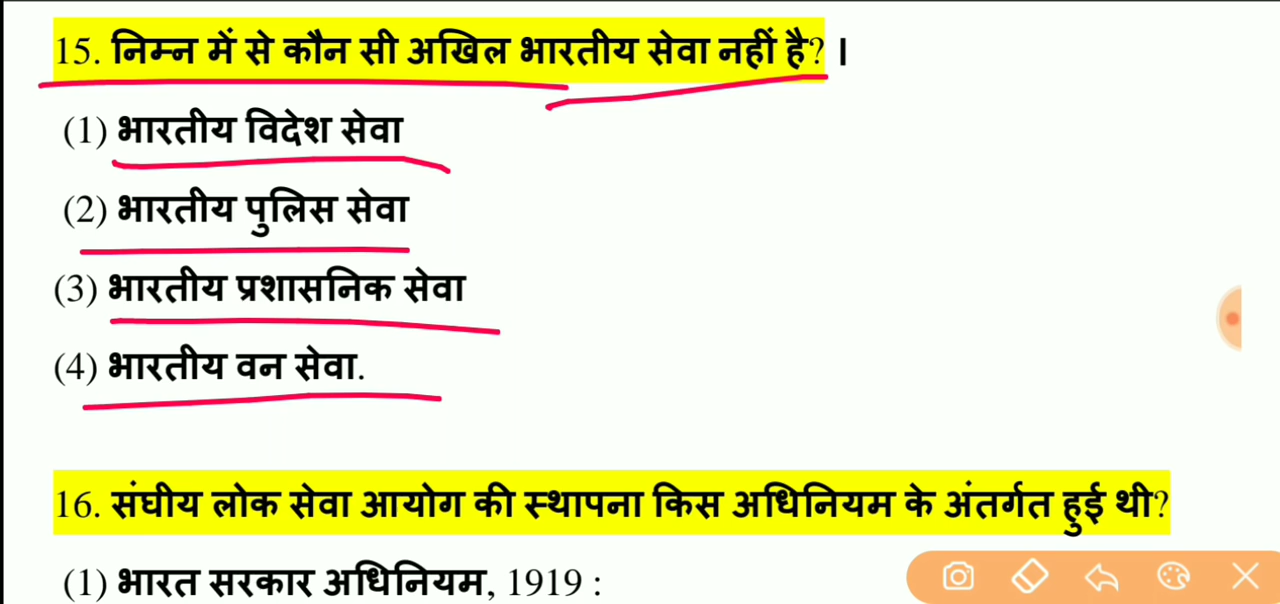 15. निम्न में से कौन सी अखिल भारतीय सेवा नहीं है? ।
(1) भारतीय विदेश सेवा
(2) भारतीय पुलिस सेवा
(3) भारतीय प्रशासनिक सेवा
(4) भारतीय वन सेवा.
16. संघीय लोक सेवा आयोग की स्थापना किस अधिनियम के अंतर्गत हुई थी?
(1) भारत सरकार अधिनियम, 1919 :